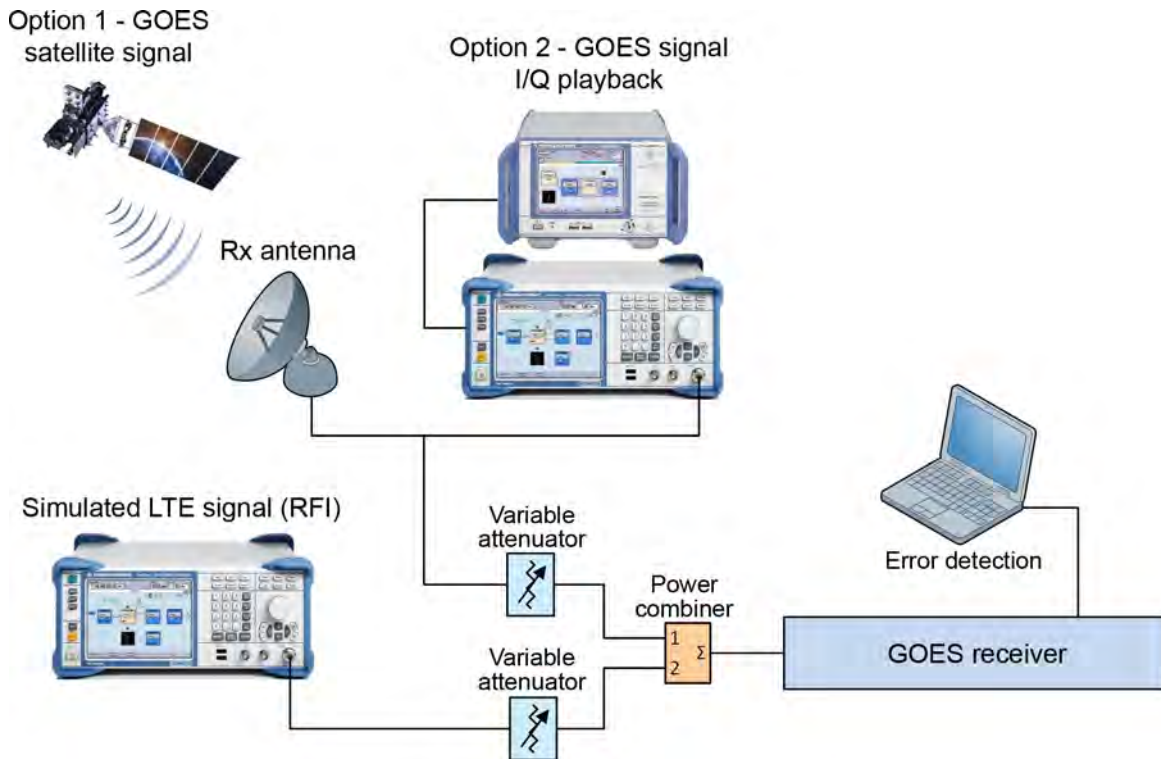 Option 1 - GOES
satellite signal
Option 2 - GOES signal
I/Q playback
Rx antenna
Simulated LTE signal (RFI)
Variable
attenuator
Power
combiner
1
2
Σ
Variable
attenuator
Error detection
GOES receiver